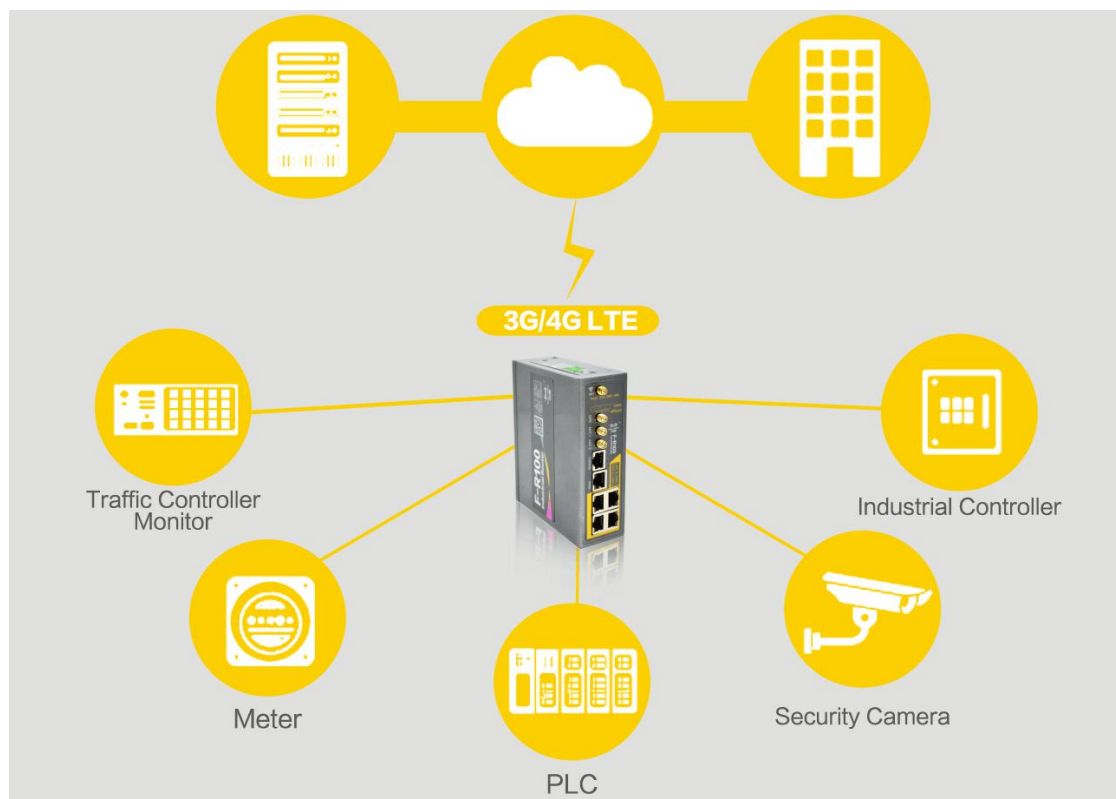 3G/4G LTE
F-R100
Traffic Controller
Monitor
Industrial Controller
Meter
Security Camera
PLC